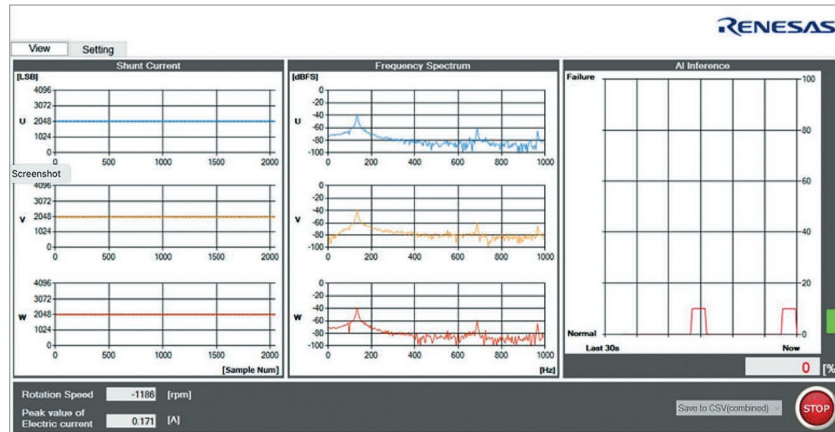 RENESAS
View Setting
Shunt Current
[LSB]
4096
3072
U 2048
1024
0
0 500 1000 1500 2000
Screenshot
4096
3072
V 2048
1024
0
0 500 1000 1500 2000
4096
3072
W 2048
1024
0
0 500 1000 1500 2000
[Sample Num]
Frequency Spectrum
[dBFS]
0
-20
U -40
-60
-80
-100
0 200 400 600 800 1000
0
-20
V -40
-60
-80
-100
0 200 400 600 800 1000
0
-20
-40
W -60
-80
-100
0 200 400 600 800 1000
[Hz]
AI Inference
Failure 100
80
60
40
20
Normal 0
Last 30s Now
0 [%
Rotation Speed -1186 [rpm]
Peak value of
Electric current 0.171 [A]
Save to CSV(combined)
STOP